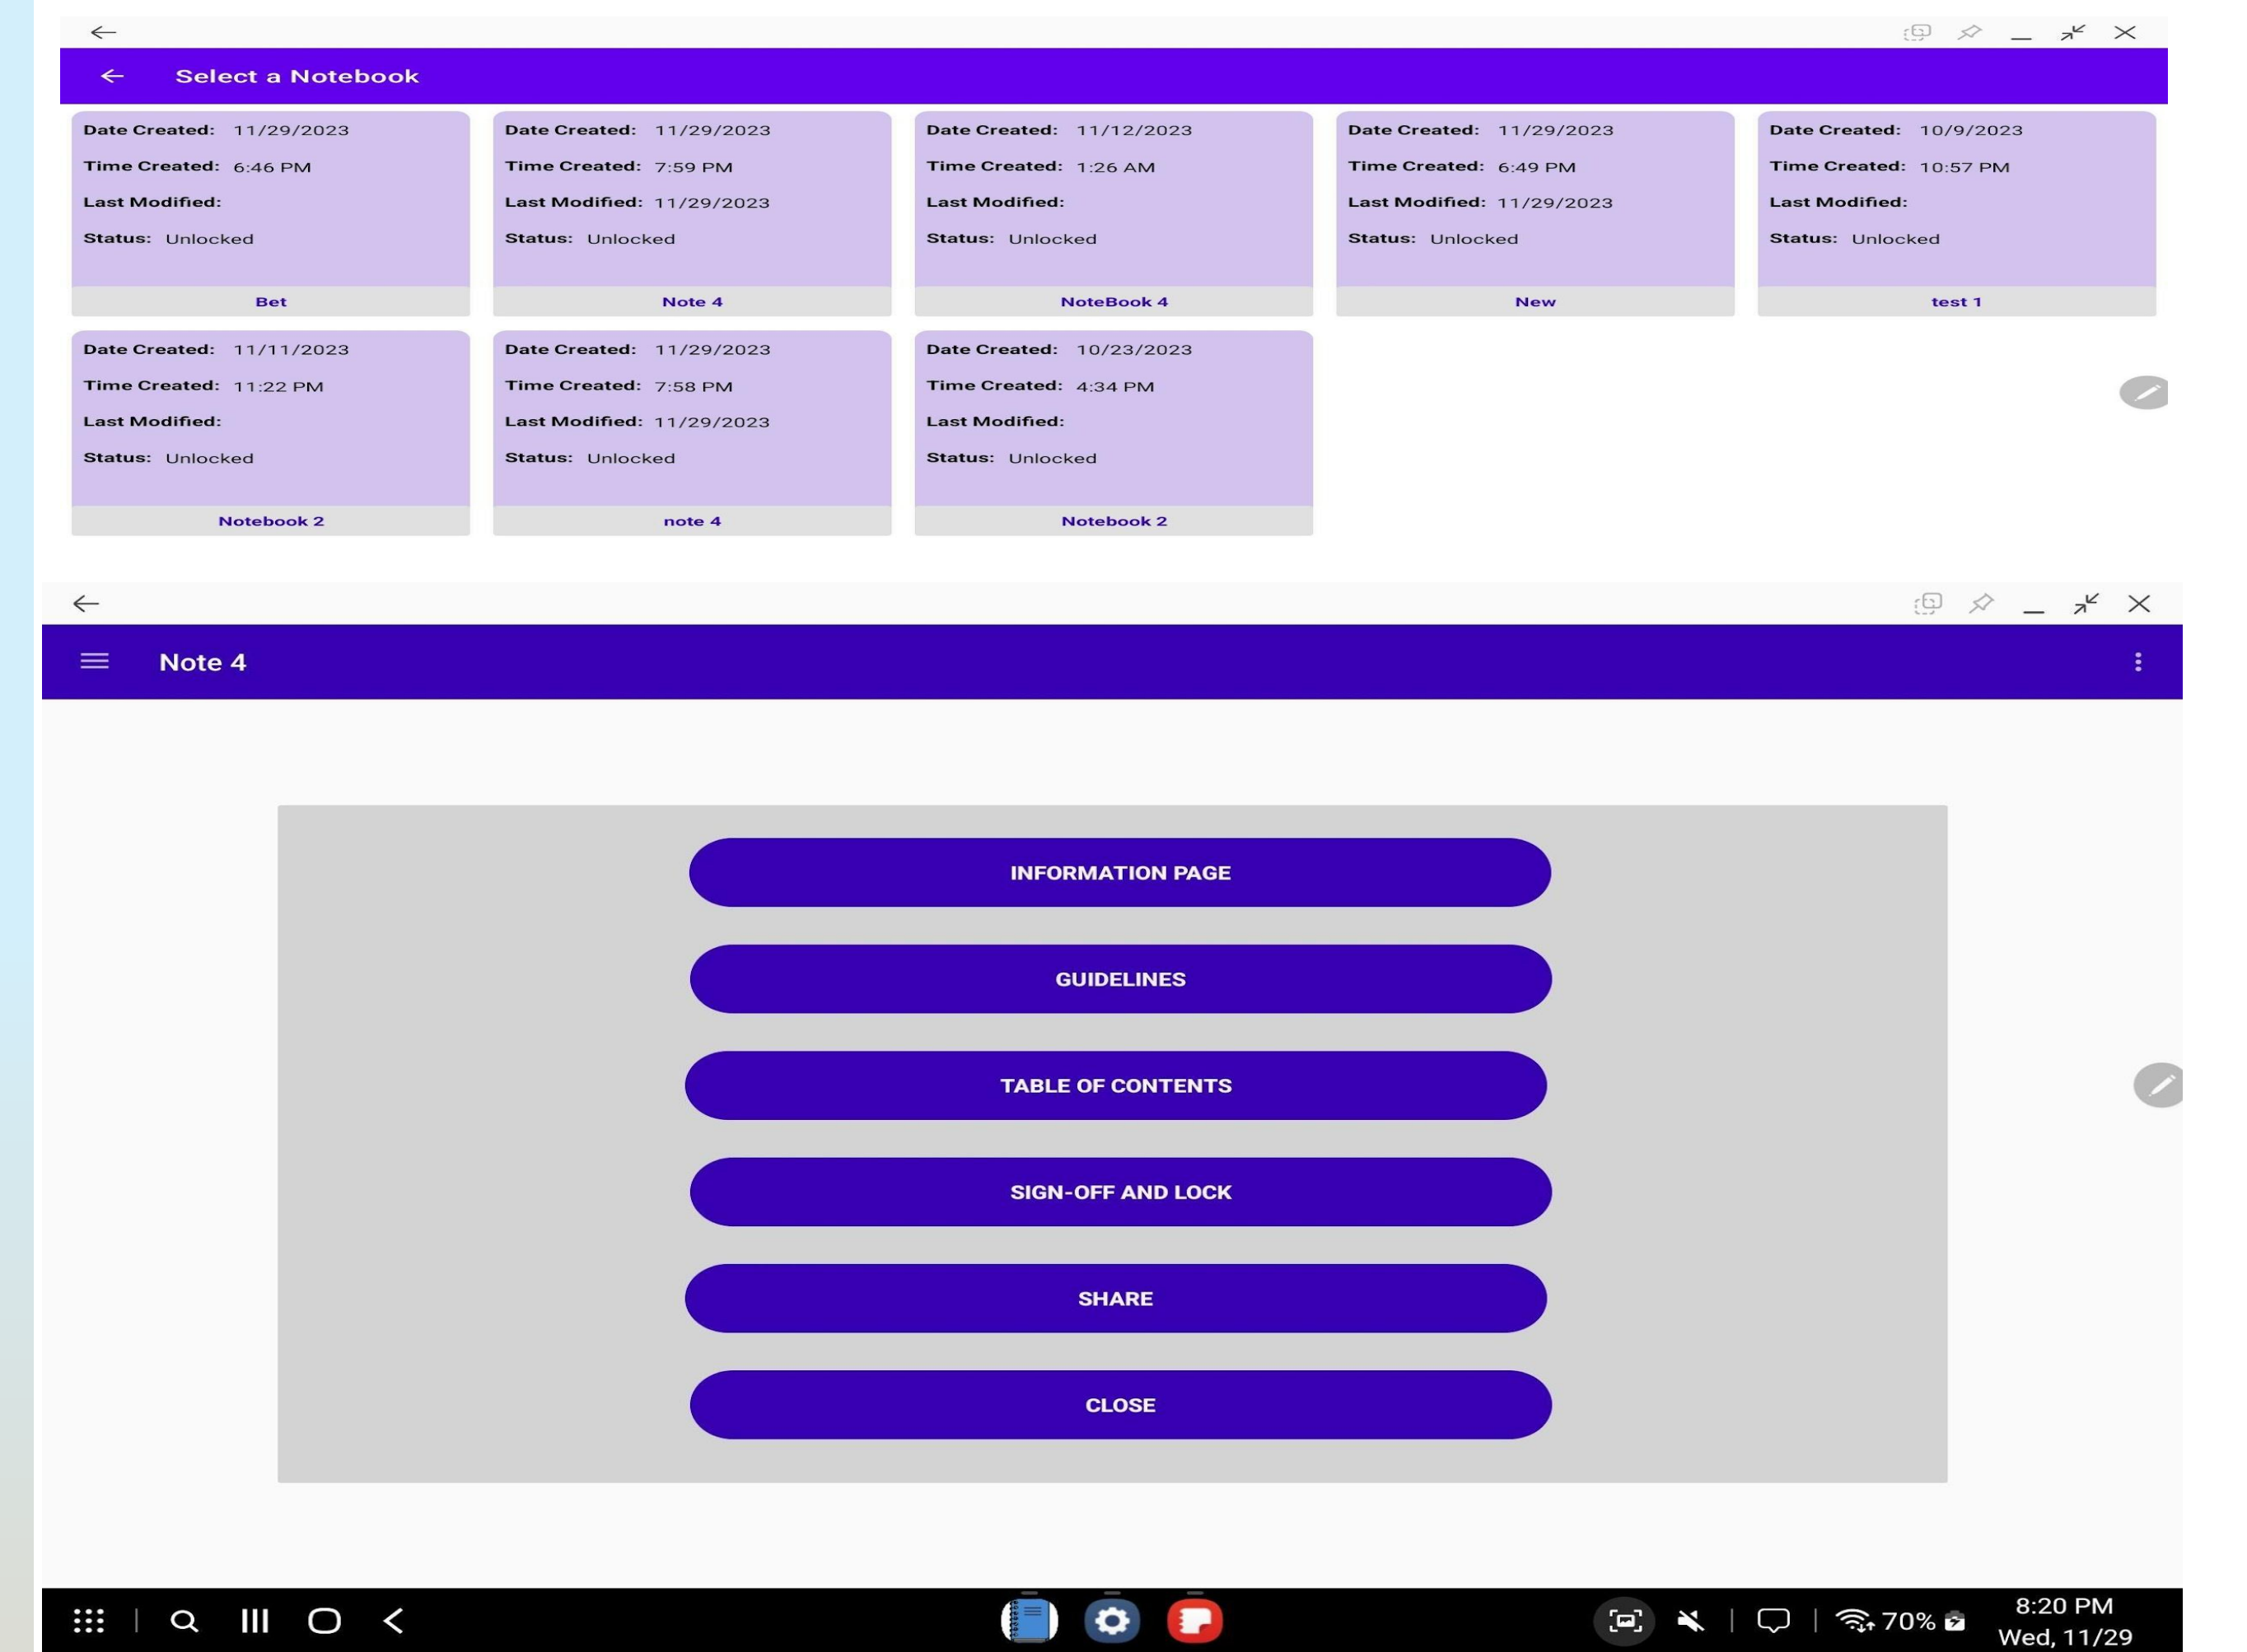 Select a Notebook
Date Created: 11/29/2023
Time Created: 6:46 PM
Last Modified:
Status: Unlocked
Bet
Date Created: 11/29/2023
Time Created: 7:59 PM
Last Modified: 11/29/2023
Status: Unlocked
Note 4
Date Created: 11/12/2023
Time Created: 1:26 AM
Last Modified:
Status: Unlocked
NoteBook 4
Date Created: 11/29/2023
Time Created: 6:49 PM
Last Modified: 11/29/2023
Status: Unlocked
New
Date Created: 10/9/2023
Time Created: 10:57 PM
Last Modified:
Status: Unlocked
test 1
Date Created: 11/11/2023
Time Created: 11:22 PM
Last Modified:
Status: Unlocked
Notebook 2
Date Created: 11/29/2023
Time Created: 7:58 PM
Last Modified: 11/29/2023
Status: Unlocked
note 4
Date Created: 10/23/2023
Time Created: 4:34 PM
Last Modified:
Status: Unlocked
Notebook 2
Note 4
INFORMATION PAGE
GUIDELINES
TABLE OF CONTENTS
SIGN-OFF AND LOCK
SHARE
CLOSE
70%
8:20 PM
Wed, 11/29